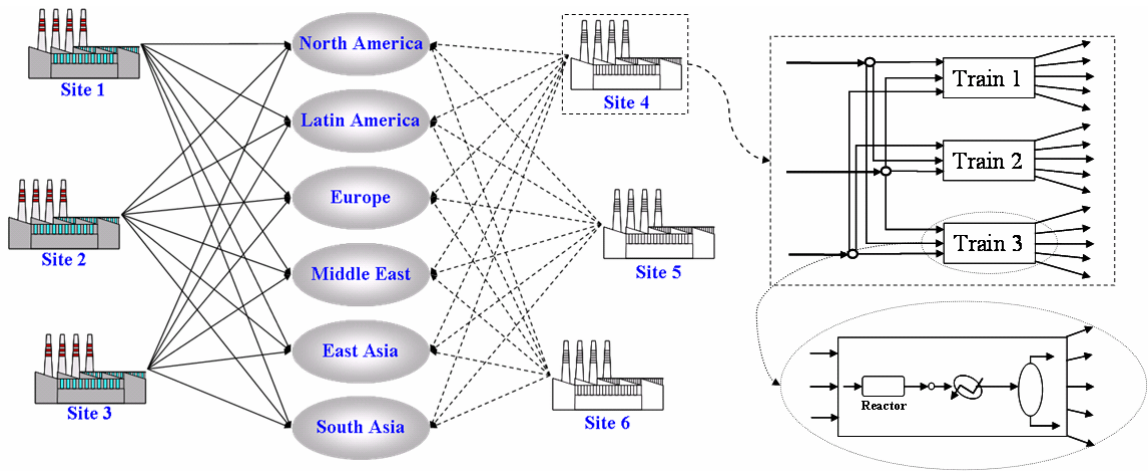 Site 1
Site 2
Site 3
North America
Latin America
Europe
Middle East
East Asia
South Asia
Site 4
Site 5
Site 6
Train 1
Train 2
Train 3
Reactor